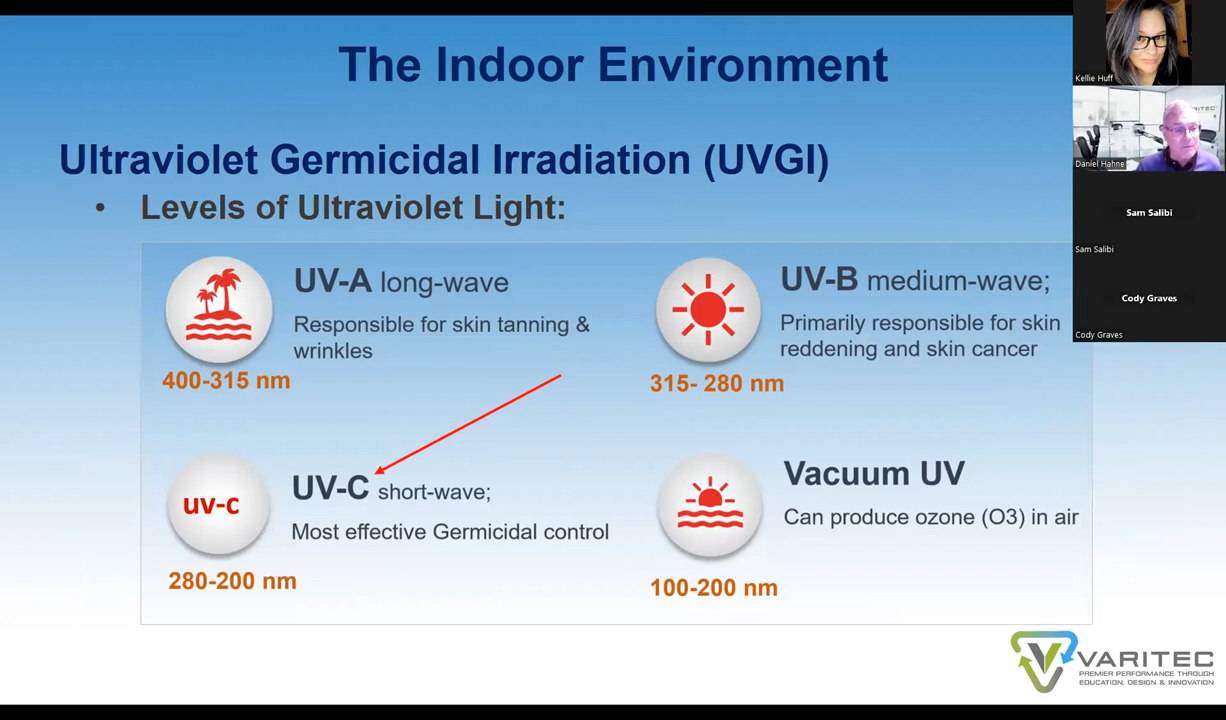 The Indoor Environment
Ultraviolet Germicidal Irradiation (UVGI)
• Levels of Ultraviolet Light:
UV-A long-wave
Responsible for skin tanning &
wrinkles
400-315 nm
UV-B medium-wave;
Primarily responsible for skin
reddening and skin cancer
315- 280 nm
uv-c
UV-C short-wave;
Most effective Germicidal control
280-200 nm
Vacuum UV
Can produce ozone (O3) in air
100-200 nm
Kellie Huff
Daniel Hahne
Sam Salibi
Sam Salibi
Cody Graves
Cody Graves
VARITEC
PREMIER PERFORMANCE THROUGH
EDUCATION, DESIGN & INNOVATION